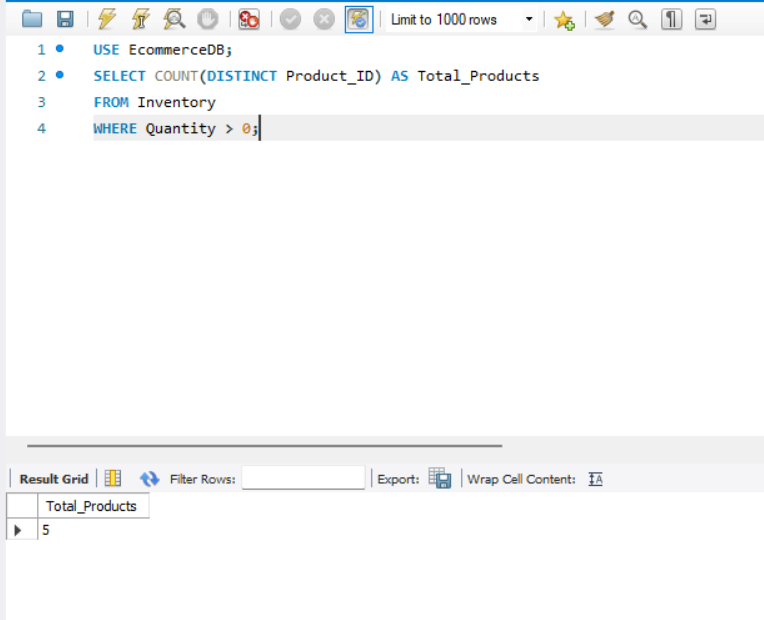 Limit to 1000 rows
1 USE EcommerceDB;
2 SELECT COUNT(DISTINCT Product_ID) AS Total_Products
3 FROM Inventory
4 WHERE Quantity > 0;
Result Grid Filter Rows: Export: Wrap Cell Content:
Total_Products
5